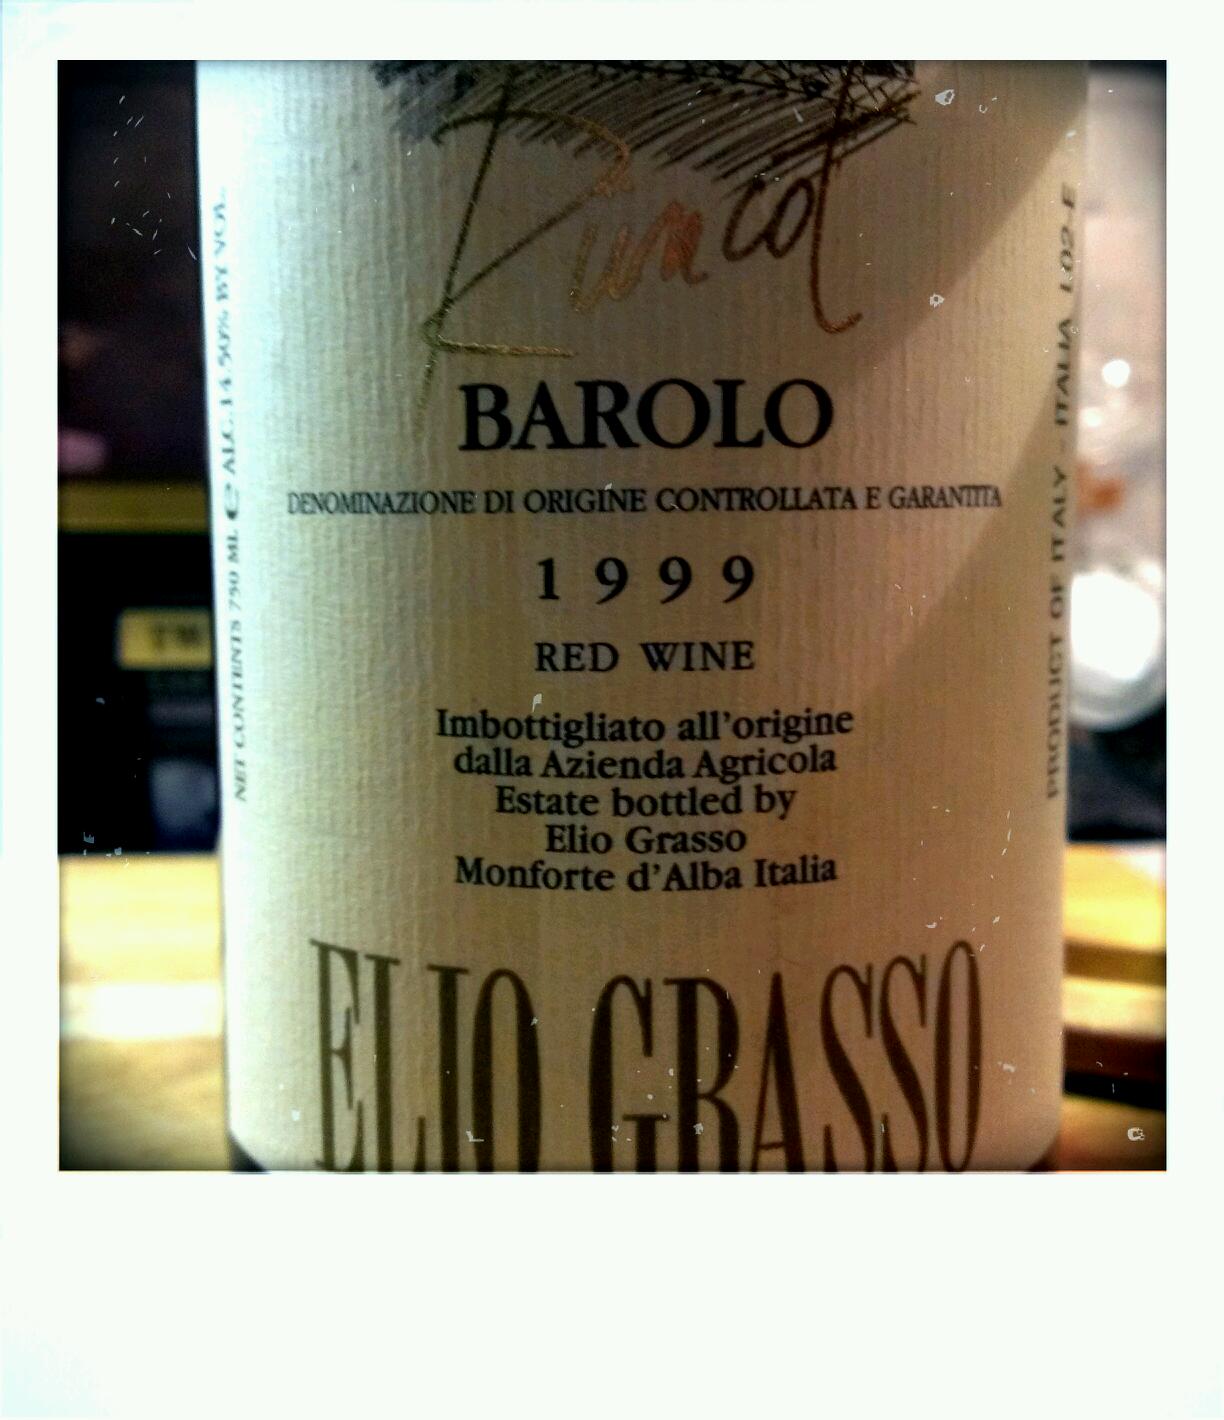 Runcot
BAROLO
DENOMINAZIONE DI ORIGINE CONTROLLATA E GARANTITA
1999
RED WINE
Imbottigliato all'origine
dalla Azienda Agricola
Estate bottled by
Elio Grasso
Monforte d'Alba Italia
ELIO GRASSO
NET CONTENTS 750 ML e ALC. 14.50% BY VOL.
PRODUCT OF ITALY - ITALIA L02-E